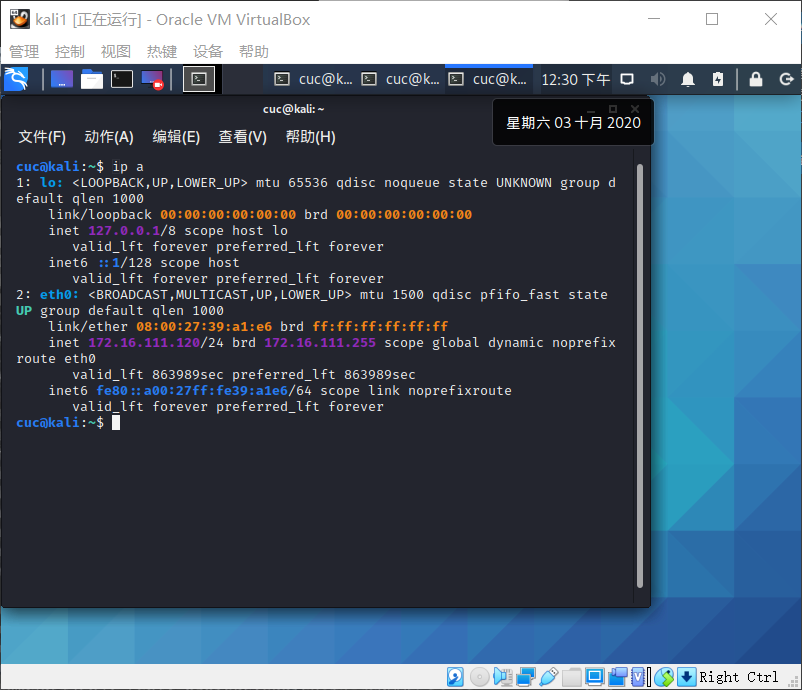 kali1 [正在运行] - Oracle VM VirtualBox
管理 控制 视图 热键 设备 帮助
cuc@k... cuc@k... cuc@k... 12:30 下午
cuc@kali: ~
星期六 03 十月 2020
文件(F) 动作(A) 编辑(E) 查看(V) 帮助(H)
cuc@kali:~$ ip a
1: lo: <LOOPBACK,UP,LOWER_UP> mtu 65536 qdisc noqueue state UNKNOWN group d
efault qlen 1000
    link/loopback 00:00:00:00:00:00 brd 00:00:00:00:00:00
    inet 127.0.0.1/8 scope host lo
       valid_lft forever preferred_lft forever
    inet6 ::1/128 scope host
       valid_lft forever preferred_lft forever
2: eth0: <BROADCAST,MULTICAST,UP,LOWER_UP> mtu 1500 qdisc pfifo_fast state
UP group default qlen 1000
    link/ether 08:00:27:39:a1:e6 brd ff:ff:ff:ff:ff:ff
    inet 172.16.111.120/24 brd 172.16.111.255 scope global dynamic noprefix
route eth0
       valid_lft 863989sec preferred_lft 863989sec
    inet6 fe80::a00:27ff:fe39:a1e6/64 scope link noprefixroute
       valid_lft forever preferred_lft forever
cuc@kali:~$
Right Ctrl